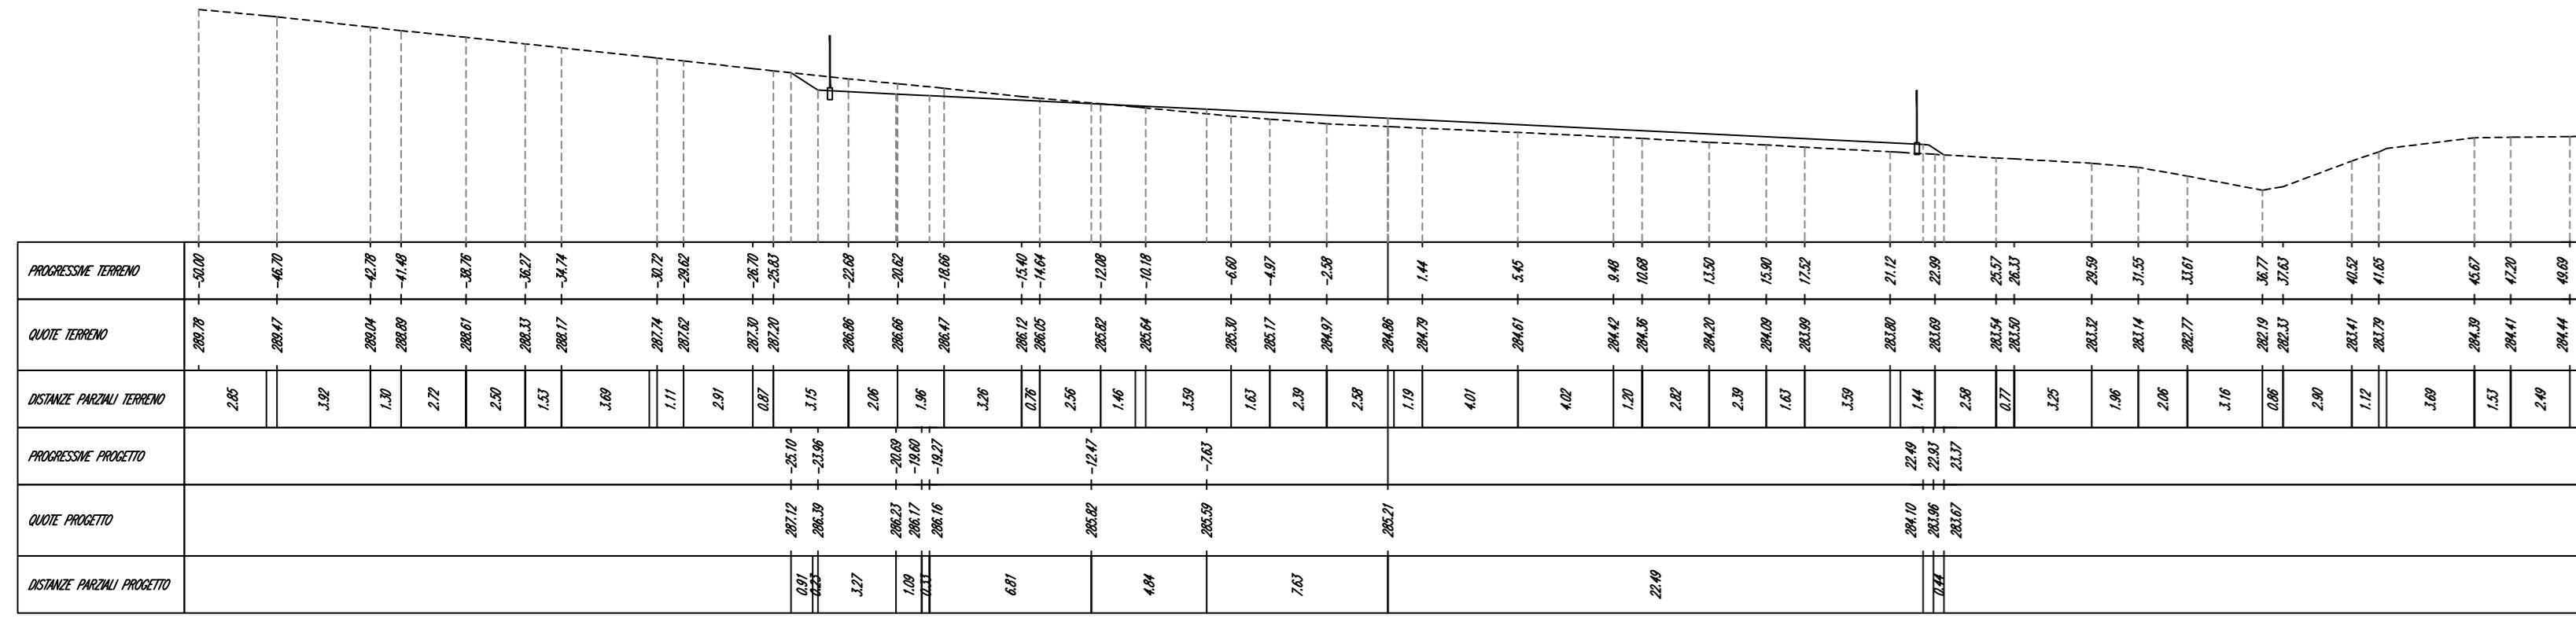 PROGRESSIVE TERRENO -50.00 -46.70 -42.78 -41.48 -38.76 -36.27 -34.74 -30.72 -29.62 -26.70 -25.83 -22.68 -20.62 -18.66 -15.40 -14.64 -12.08 -10.18 -6.60 -4.97 -2.58 1.44 5.45 9.48 10.68 13.50 15.90 17.52 21.12 22.99 25.57 26.33 29.59 31.55 33.61 36.77 37.63 40.52 41.65 45.67 47.20 49.69
QUOTE TERRENO 289.78 289.47 289.04 288.89 288.61 288.33 288.17 287.74 287.62 287.30 287.20 286.86 286.66 286.47 286.12 286.05 285.82 285.64 285.30 285.17 284.97 284.86 284.79 284.61 284.42 284.36 284.20 284.09 283.99 283.80 283.69 283.54 283.50 283.32 283.14 282.77 282.19 282.33 283.41 283.79 284.39 284.41 284.44
DISTANZE PARZIALI TERRENO 2.85 3.92 1.30 2.72 2.50 1.53 3.69 1.11 2.91 0.87 3.15 2.06 1.96 3.26 0.76 2.56 1.46 3.59 1.63 2.39 2.58 1.19 4.01 4.02 1.20 2.82 2.39 1.63 3.59 1.44 2.58 0.77 3.25 1.96 2.06 3.16 0.86 2.90 1.12 3.69 1.53 2.49
PROGRESSIVE PROGETTO -25.10 -23.96 -20.69 -19.60 -19.27 -12.47 -7.63 22.49 22.93 23.37
QUOTE PROGETTO 287.12 286.39 286.23 286.17 286.16 285.82 285.59 285.21 284.10 283.96 283.67
DISTANZE PARZIALI PROGETTO 0.91 0.23 3.27 1.09 0.33 6.81 4.84 7.63 22.49 0.44